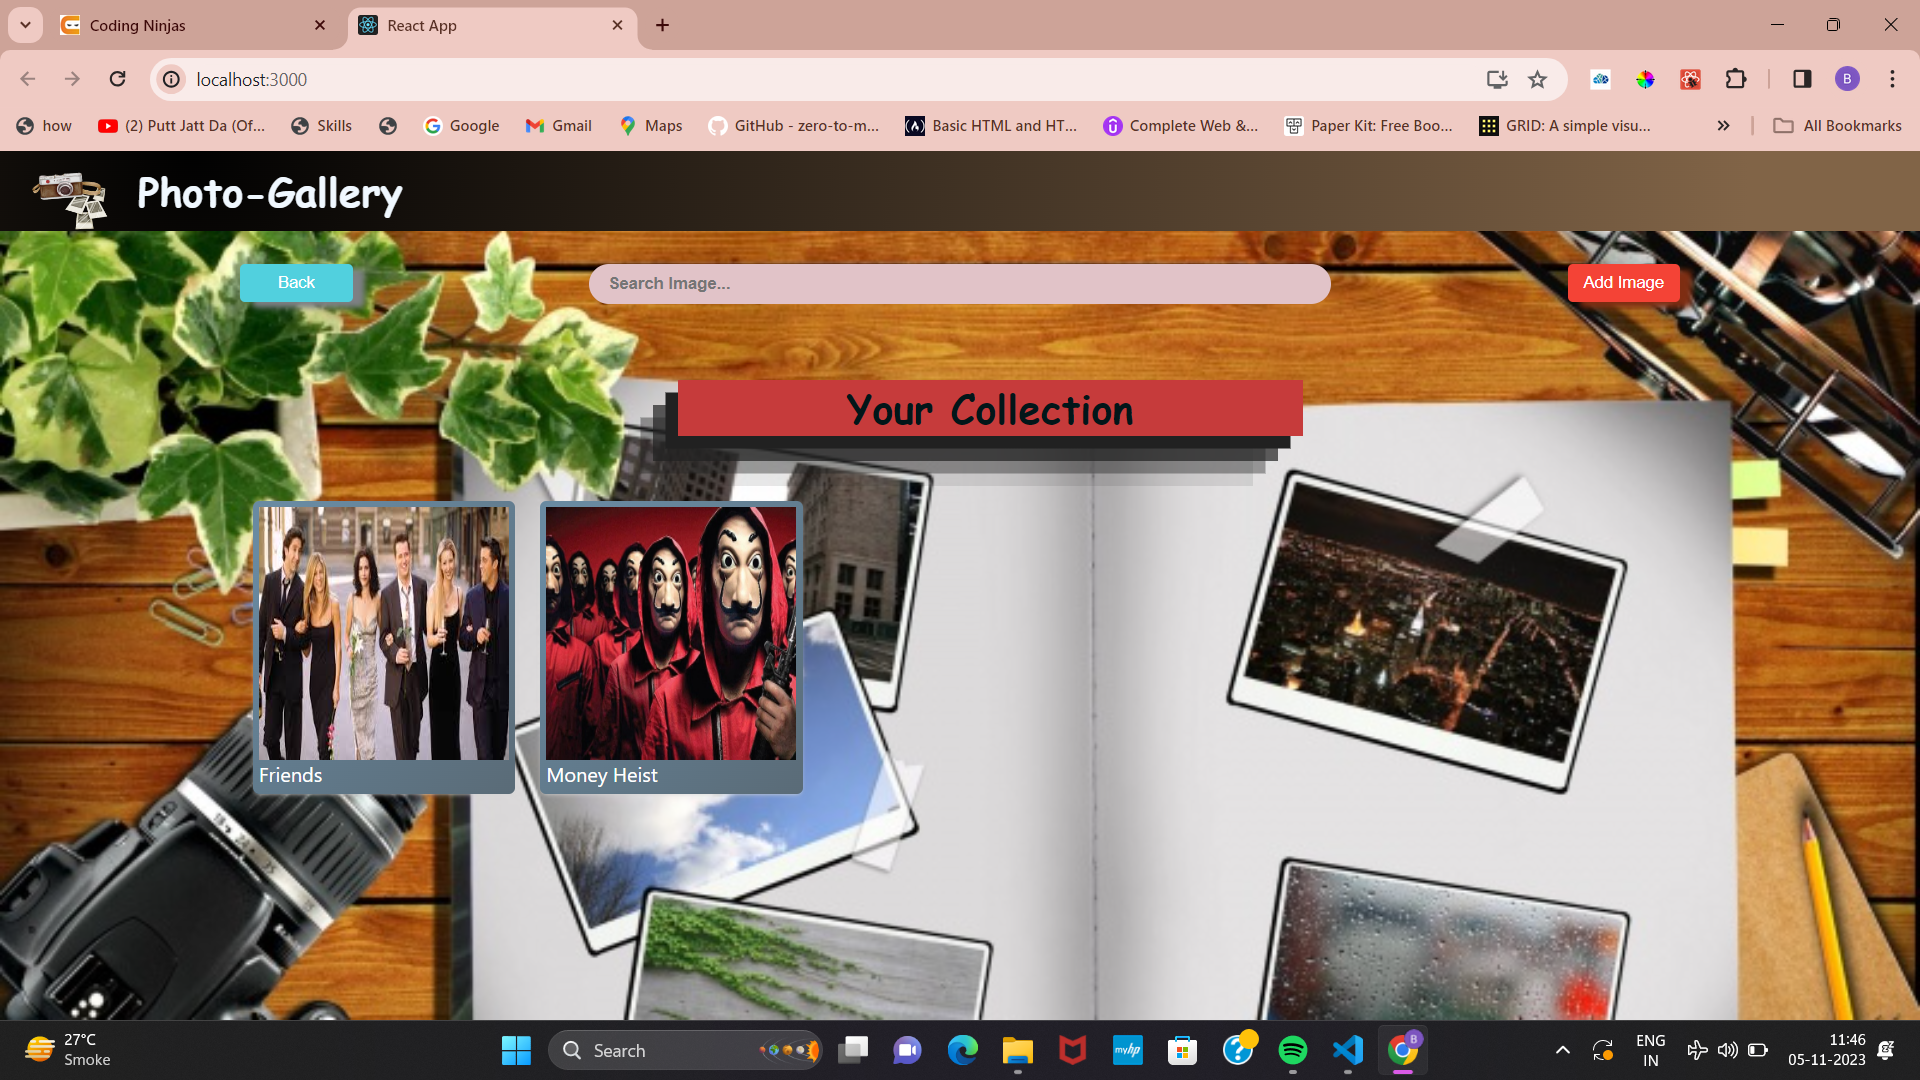 Coding Ninjas
React App
localhost:3000
how
(2) Putt Jatt Da (Of...
Skills
Google
Gmail
Maps
GitHub - zero-to-m...
Basic HTML and HT...
Complete Web &...
Paper Kit: Free Boo...
GRID: A simple visu...
All Bookmarks
B
Photo-Gallery
Back
Search Image...
Add Image
Your Collection
Friends
Money Heist
27°C
Smoke
Search
myhp
B
ENG
IN
11:46
05-11-2023